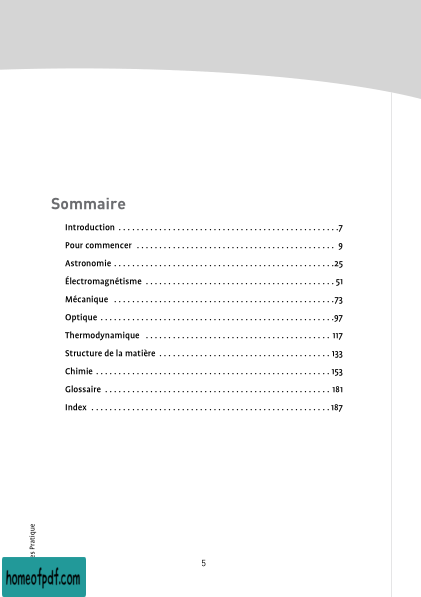 Sommaire
Introduction . . . . . . . . . . . . . . . . . . . . . . . . . . . . . . . . . . . . . . . . . . . . . . . . .7
Pour commencer . . . . . . . . . . . . . . . . . . . . . . . . . . . . . . . . . . . . . . . . . . . . 9
Astronomie . . . . . . . . . . . . . . . . . . . . . . . . . . . . . . . . . . . . . . . . . . . . . . . . .25
Électromagnétisme . . . . . . . . . . . . . . . . . . . . . . . . . . . . . . . . . . . . . . . . . . 51
Mécanique . . . . . . . . . . . . . . . . . . . . . . . . . . . . . . . . . . . . . . . . . . . . . . . . .73
Optique . . . . . . . . . . . . . . . . . . . . . . . . . . . . . . . . . . . . . . . . . . . . . . . . . . . .97
Thermodynamique . . . . . . . . . . . . . . . . . . . . . . . . . . . . . . . . . . . . . . . . . 117
Structure de la matière . . . . . . . . . . . . . . . . . . . . . . . . . . . . . . . . . . . . . . 133
Chimie . . . . . . . . . . . . . . . . . . . . . . . . . . . . . . . . . . . . . . . . . . . . . . . . . . . . 153
Glossaire . . . . . . . . . . . . . . . . . . . . . . . . . . . . . . . . . . . . . . . . . . . . . . . . . . 181
Index . . . . . . . . . . . . . . . . . . . . . . . . . . . . . . . . . . . . . . . . . . . . . . . . . . . . .187
Pratique
5
homeofpdf.com